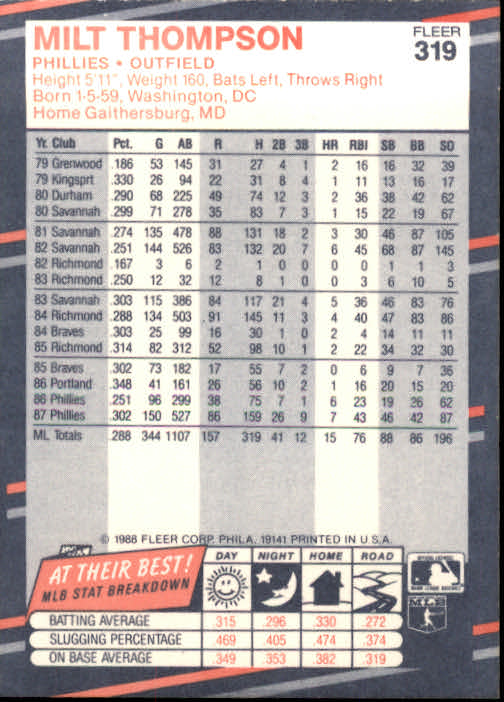 MILT THOMPSON
FLEER
319
PHILLIES • OUTFIELD
Height 5'11", Weight 160, Bats Left, Throws Right
Born 1-5-59, Washington, DC
Home Gaithersburg, MD
Yr. Club Pct. G AB R H 2B 3B HR RBI SB BB SO
79 Grenwood .186 53 145 31 27 4 1 2 16 16 32 39
79 Kingsprt .330 26 94 22 31 8 4 1 11 13 16 17
80 Durham .290 68 225 49 74 12 3 2 36 38 42 62
80 Savannah .299 71 278 35 83 7 3 1 15 22 19 67
81 Savannah .274 135 478 88 131 18 2 3 30 46 87 105
82 Savannah .251 144 526 83 132 20 7 6 45 68 87 145
82 Richmond .167 3 6 2 1 0 0 0 0 1 1 3
83 Richmond .250 12 32 12 8 1 0 0 3 6 10 5
83 Savannah .303 115 386 84 117 21 4 5 36 46 83 76
84 Richmond .288 134 503 .91 145 11 3 4 40 47 83 86
84 Braves .303 25 99 16 30 1 0 2 4 14 11 11
85 Richmond .314 82 312 52 98 10 1 2 22 34 32 30
85 Braves .302 73 182 17 55 7 2 0 6 9 7 36
86 Portland .348 41 161 26 56 10 2 1 16 20 15 20
86 Phillies .251 96 299 38 75 7 1 6 23 19 26 62
87 Phillies .302 150 527 86 159 26 9 7 43 46 42 87
ML Totals .288 344 1107 157 319 41 12 15 76 88 86 196
© 1988 FLEER CORP. PHILA. 19141 PRINTED IN U.S.A.
AT THEIR BEST!
MLB STAT BREAKDOWN
DAY NIGHT HOME ROAD
BATTING AVERAGE .315 .296 .330 .272
SLUGGING PERCENTAGE .469 .405 .474 .374
ON BASE AVERAGE .349 .353 .382 .319
MLB